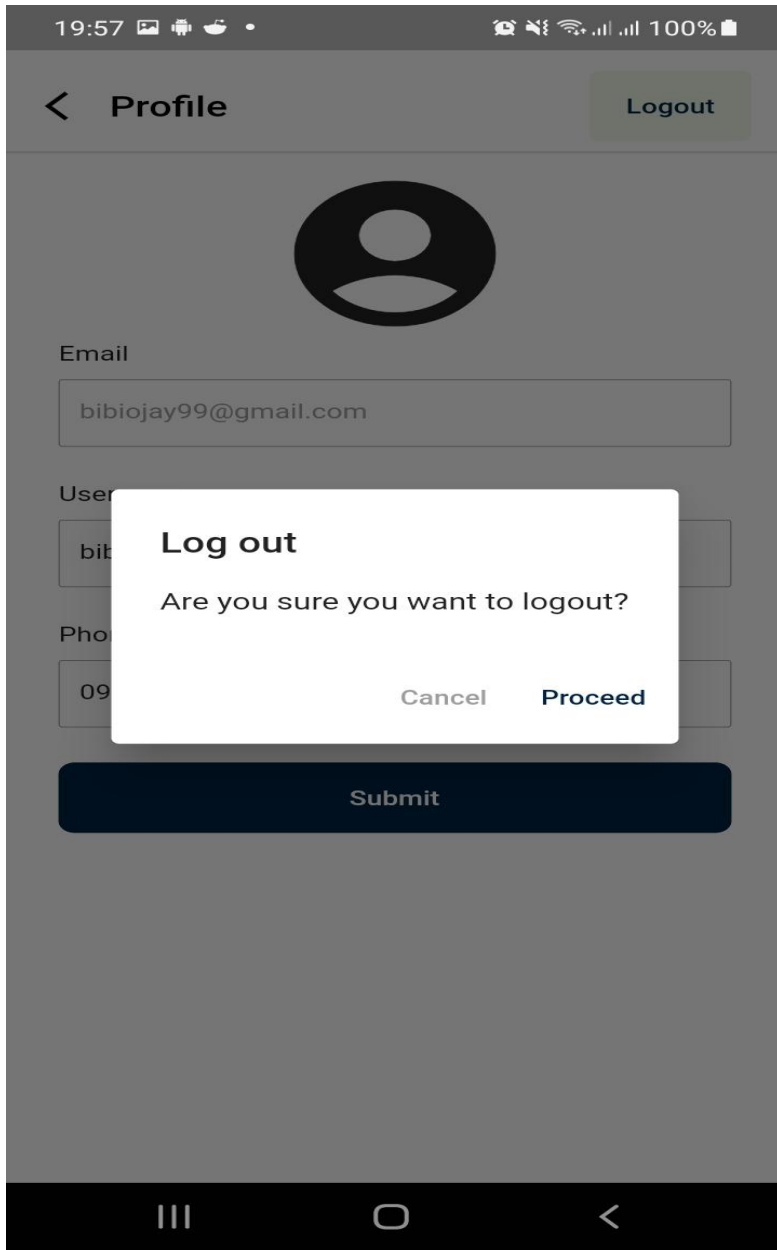 19:57 100%
Profile Logout
Email
bibiojay99@gmail.com
User
bib
Log out
Are you sure you want to logout?
Pho
09
Cancel Proceed
Submit